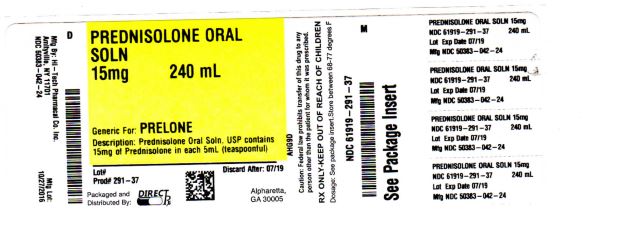 Mfg By: Hi-Tech Pharmacal Co. Inc.
Amityville, NY 11701
NDC 50383-042-24
Mfg Lot:
10/27/2016
D
PREDNISOLONE ORAL
SOLN
15mg 240 mL
Generic For: PRELONE
Description: Prednisolone Oral Soln. USP contains
15mg of Prednisolone in each 5mL (teaspoonful)
Lot#
Prod# 291-37
Discard After: 07/19
Packaged and
Distributed By:
DIRECT Rx
Alpharetta,
GA 30005
AHG9D
Caution: Federal law prohibits transfer of this drug to any
person other than the patient for whom it was prescribed.
RX ONLY-KEEP OUT OF REACH OF CHILDREN
Dosage: See package insert.Store between 68-77 degrees F
M
NDC 61919-291-37
See Package Insert
PREDNISOLONE ORAL SOLN 15mg
NDC 61919-291-37 240 mL
Lot Exp Date 07/19
Mfg NDC 50383-042-24
PREDNISOLONE ORAL SOLN 15mg
NDC 61919-291-37 240 mL
Lot Exp Date 07/19
Mfg NDC 50383-042-24
PREDNISOLONE ORAL SOLN 15mg
NDC 61919-291-37 240 mL
Lot Exp Date 07/19
Mfg NDC 50383-042-24
PREDNISOLONE ORAL SOLN 15mg
NDC 61919-291-37 240 mL
Lot Exp Date 07/19
Mfg NDC 50383-042-24